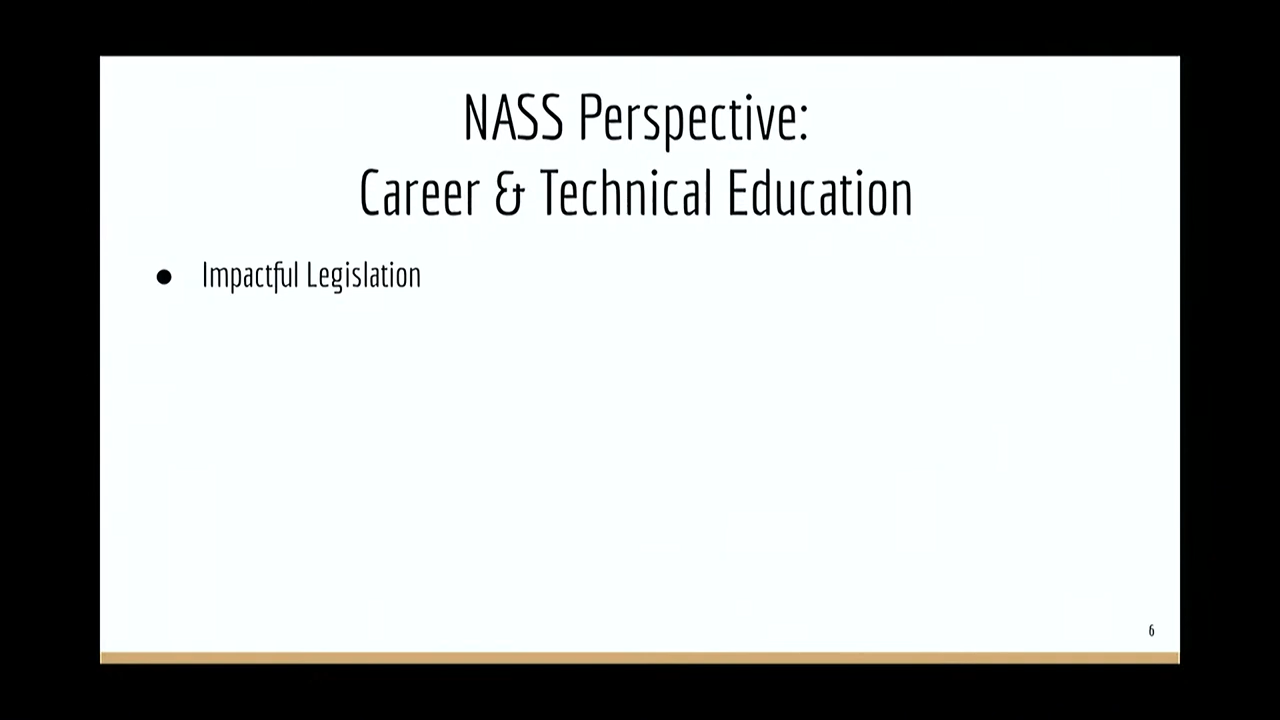 NASS Perspective:
Career & Technical Education
● Impactful Legislation
6